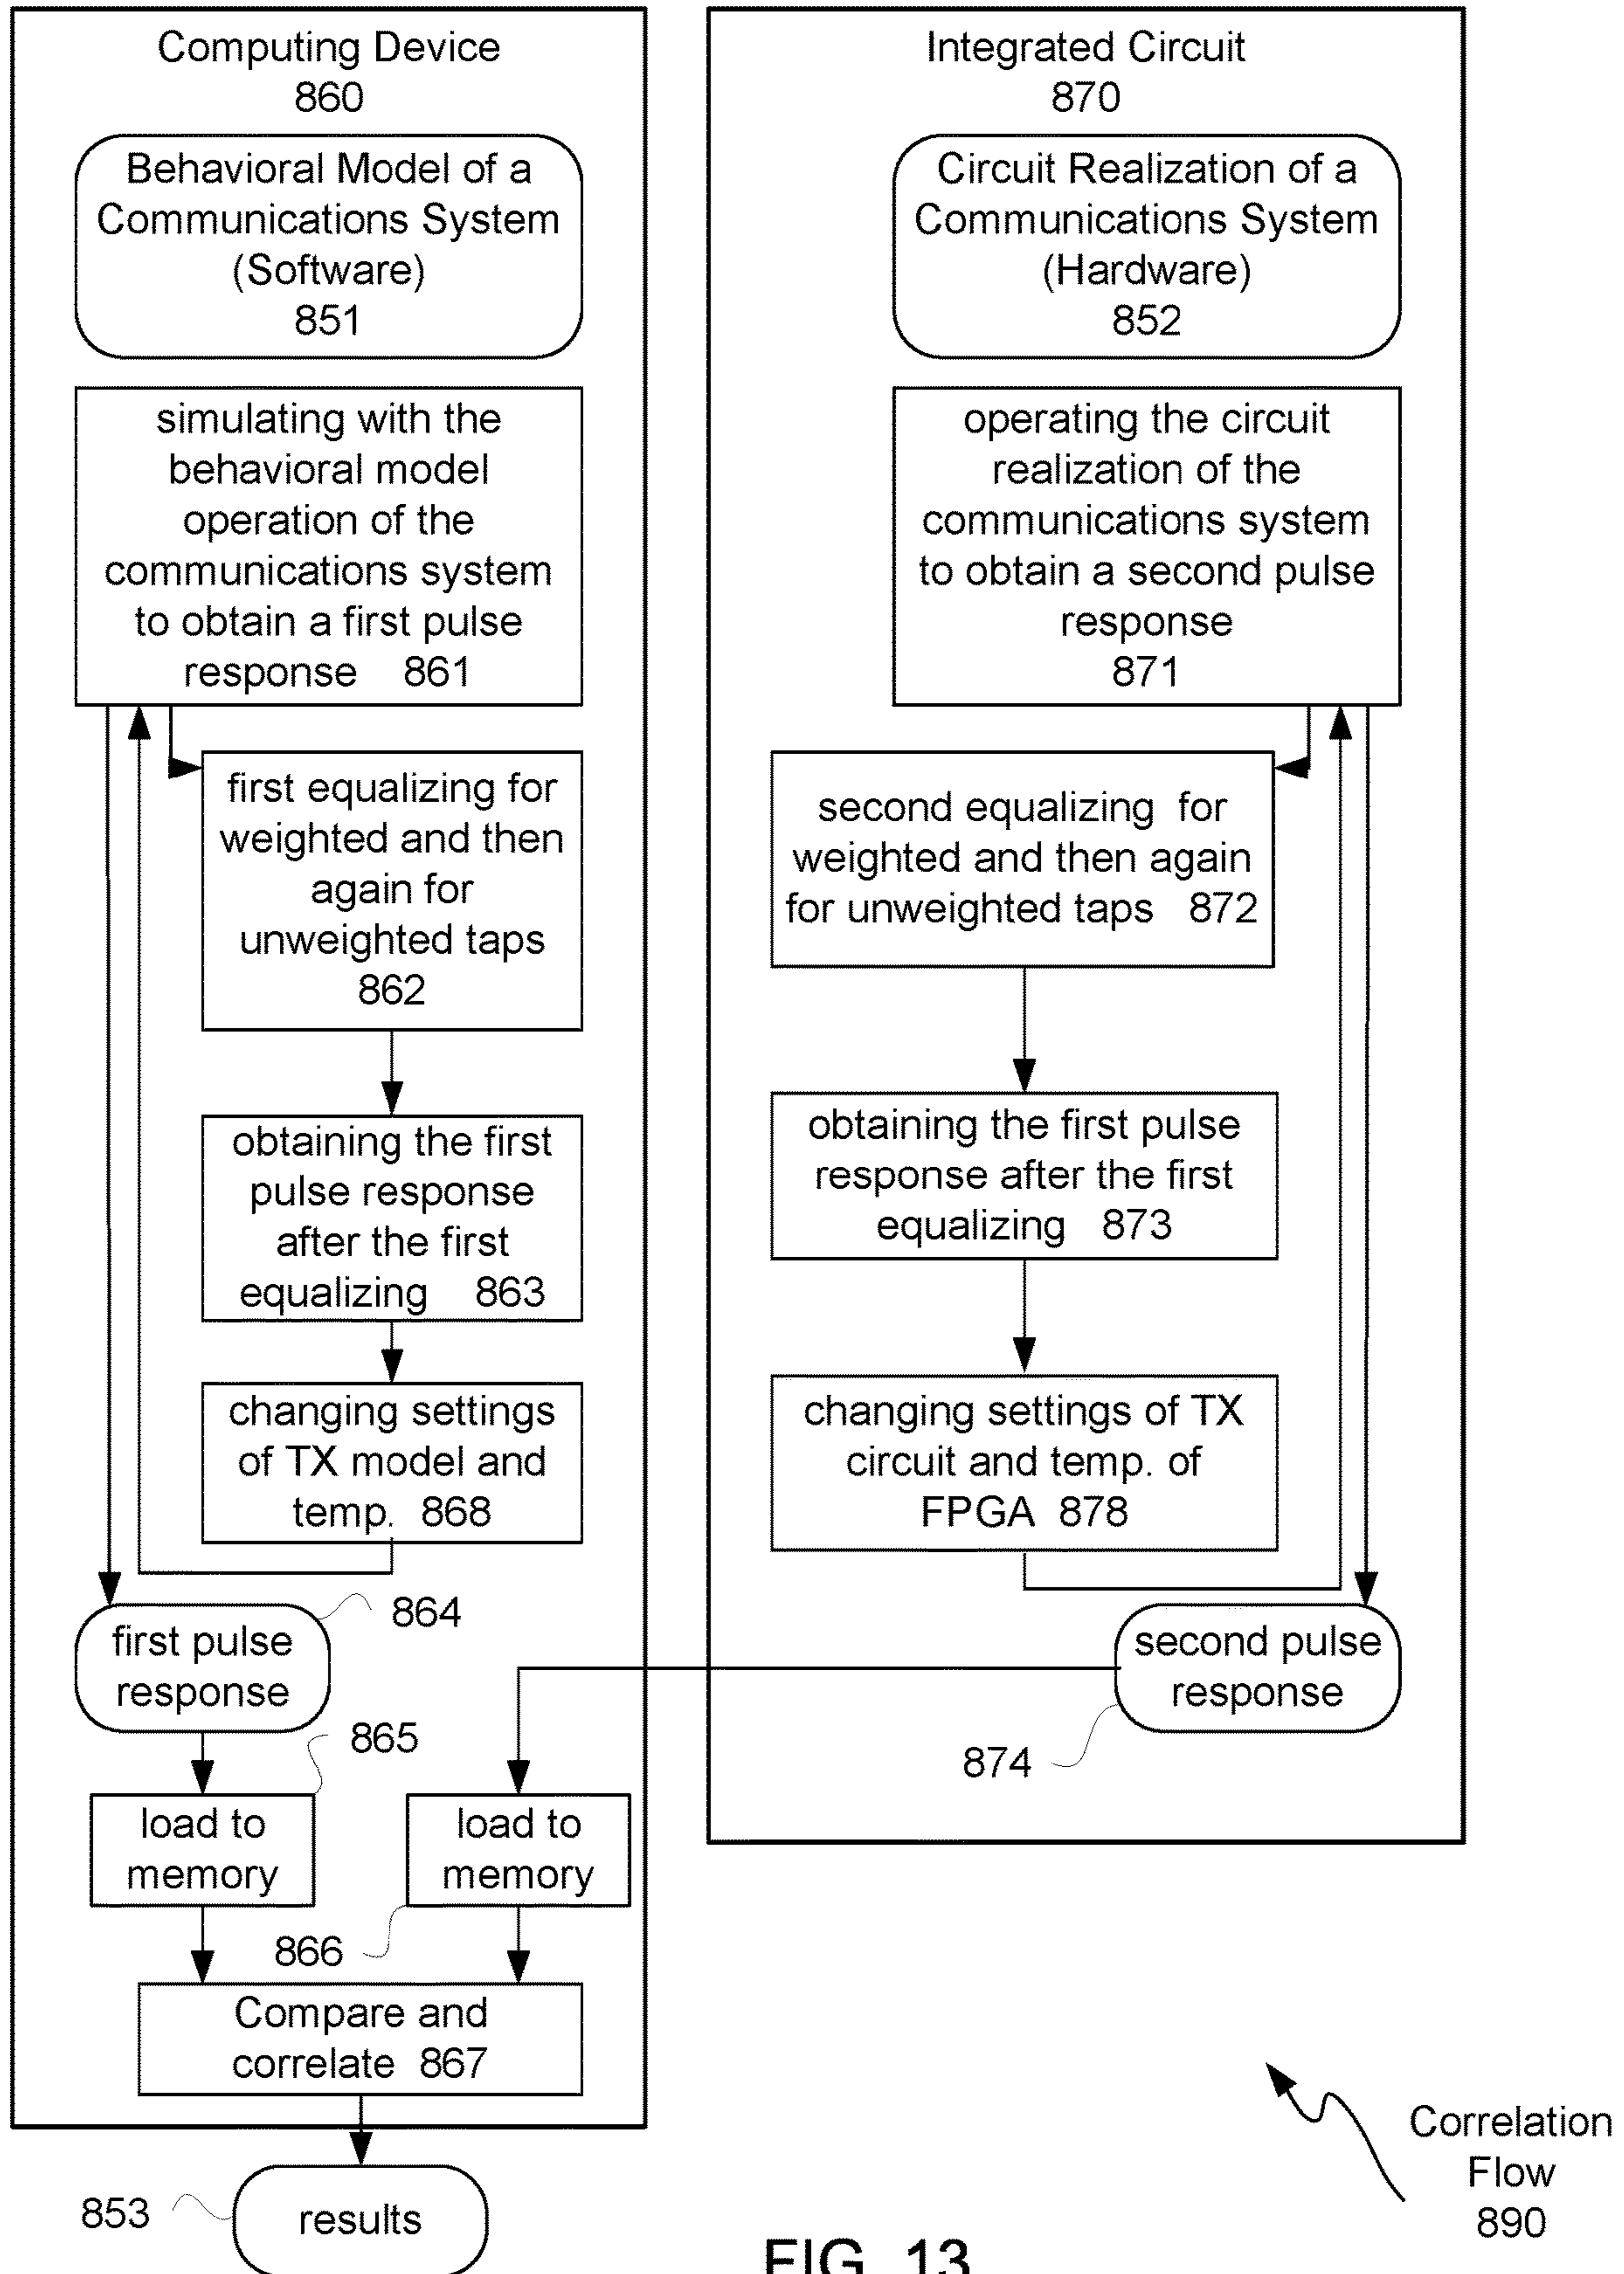 Computing Device
860
Behavioral Model of a
Communications System
(Software)
851
simulating with the
behavioral model
operation of the
communications system
to obtain a first pulse
response 861
first equalizing for
weighted and then
again for
unweighted taps
862
obtaining the first
pulse response
after the first
equalizing 863
changing settings
of TX model and
temp. 868
864
first pulse
response
865
load to
memory
load to
memory
866
Compare and
correlate 867
853
results
Integrated Circuit
870
Circuit Realization of a
Communications System
(Hardware)
852
operating the circuit
realization of the
communications system
to obtain a second pulse
response
871
second equalizing for
weighted and then again
for unweighted taps 872
obtaining the first pulse
response after the first
equalizing 873
changing settings of TX
circuit and temp. of
FPGA 878
second pulse
response
874
Correlation
Flow
890
FIG. 13